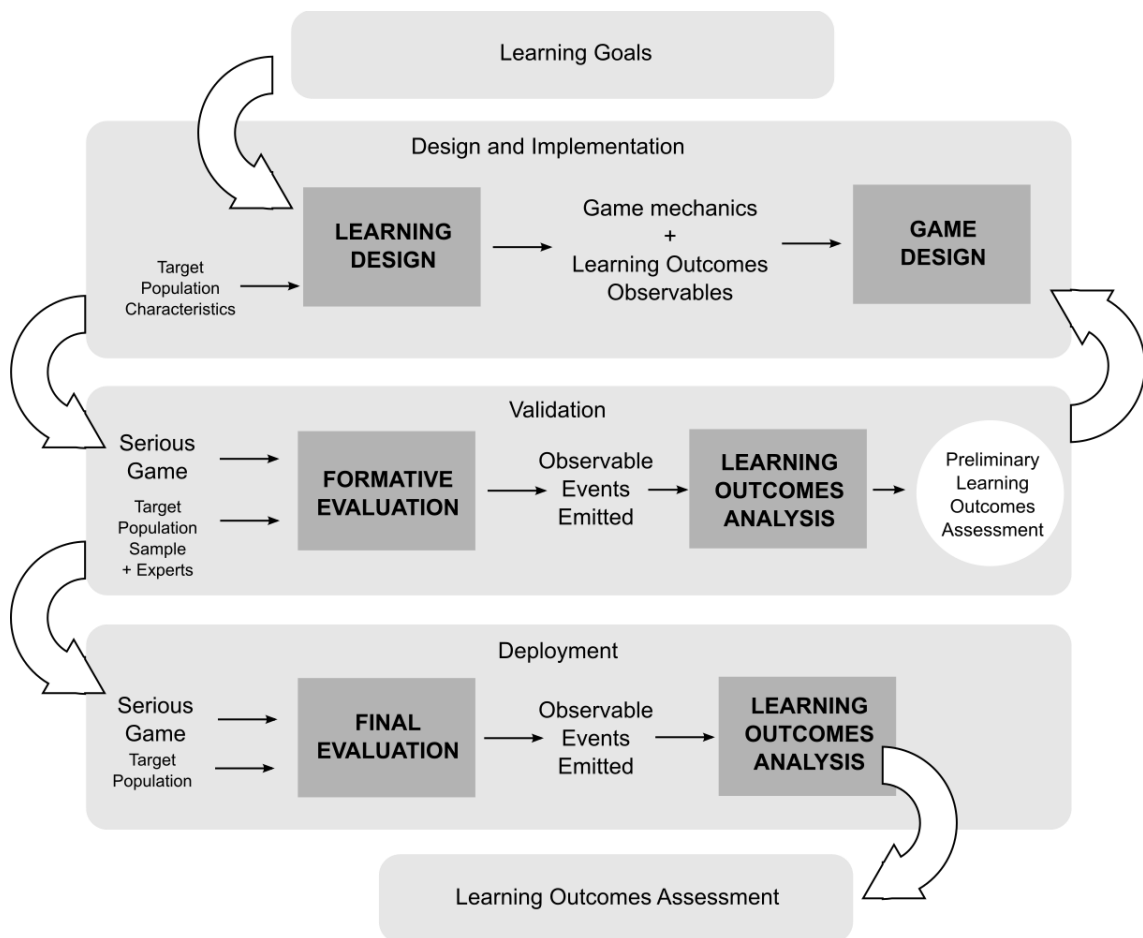 Learning Goals
Design and Implementation
LEARNING
DESIGN
Game mechanics
+
Learning Outcomes
Observables
GAME
DESIGN
Target
Population
Characteristics
Validation
Serious
Game
Target
Population
Sample
+ Experts
FORMATIVE
EVALUATION
Observable
Events
Emitted
LEARNING
OUTCOMES
ANALYSIS
Preliminary
Learning
Outcomes
Assessment
Deployment
Serious
Game
Target
Population
FINAL
EVALUATION
Observable
Events
Emitted
LEARNING
OUTCOMES
ANALYSIS
Learning Outcomes Assessment